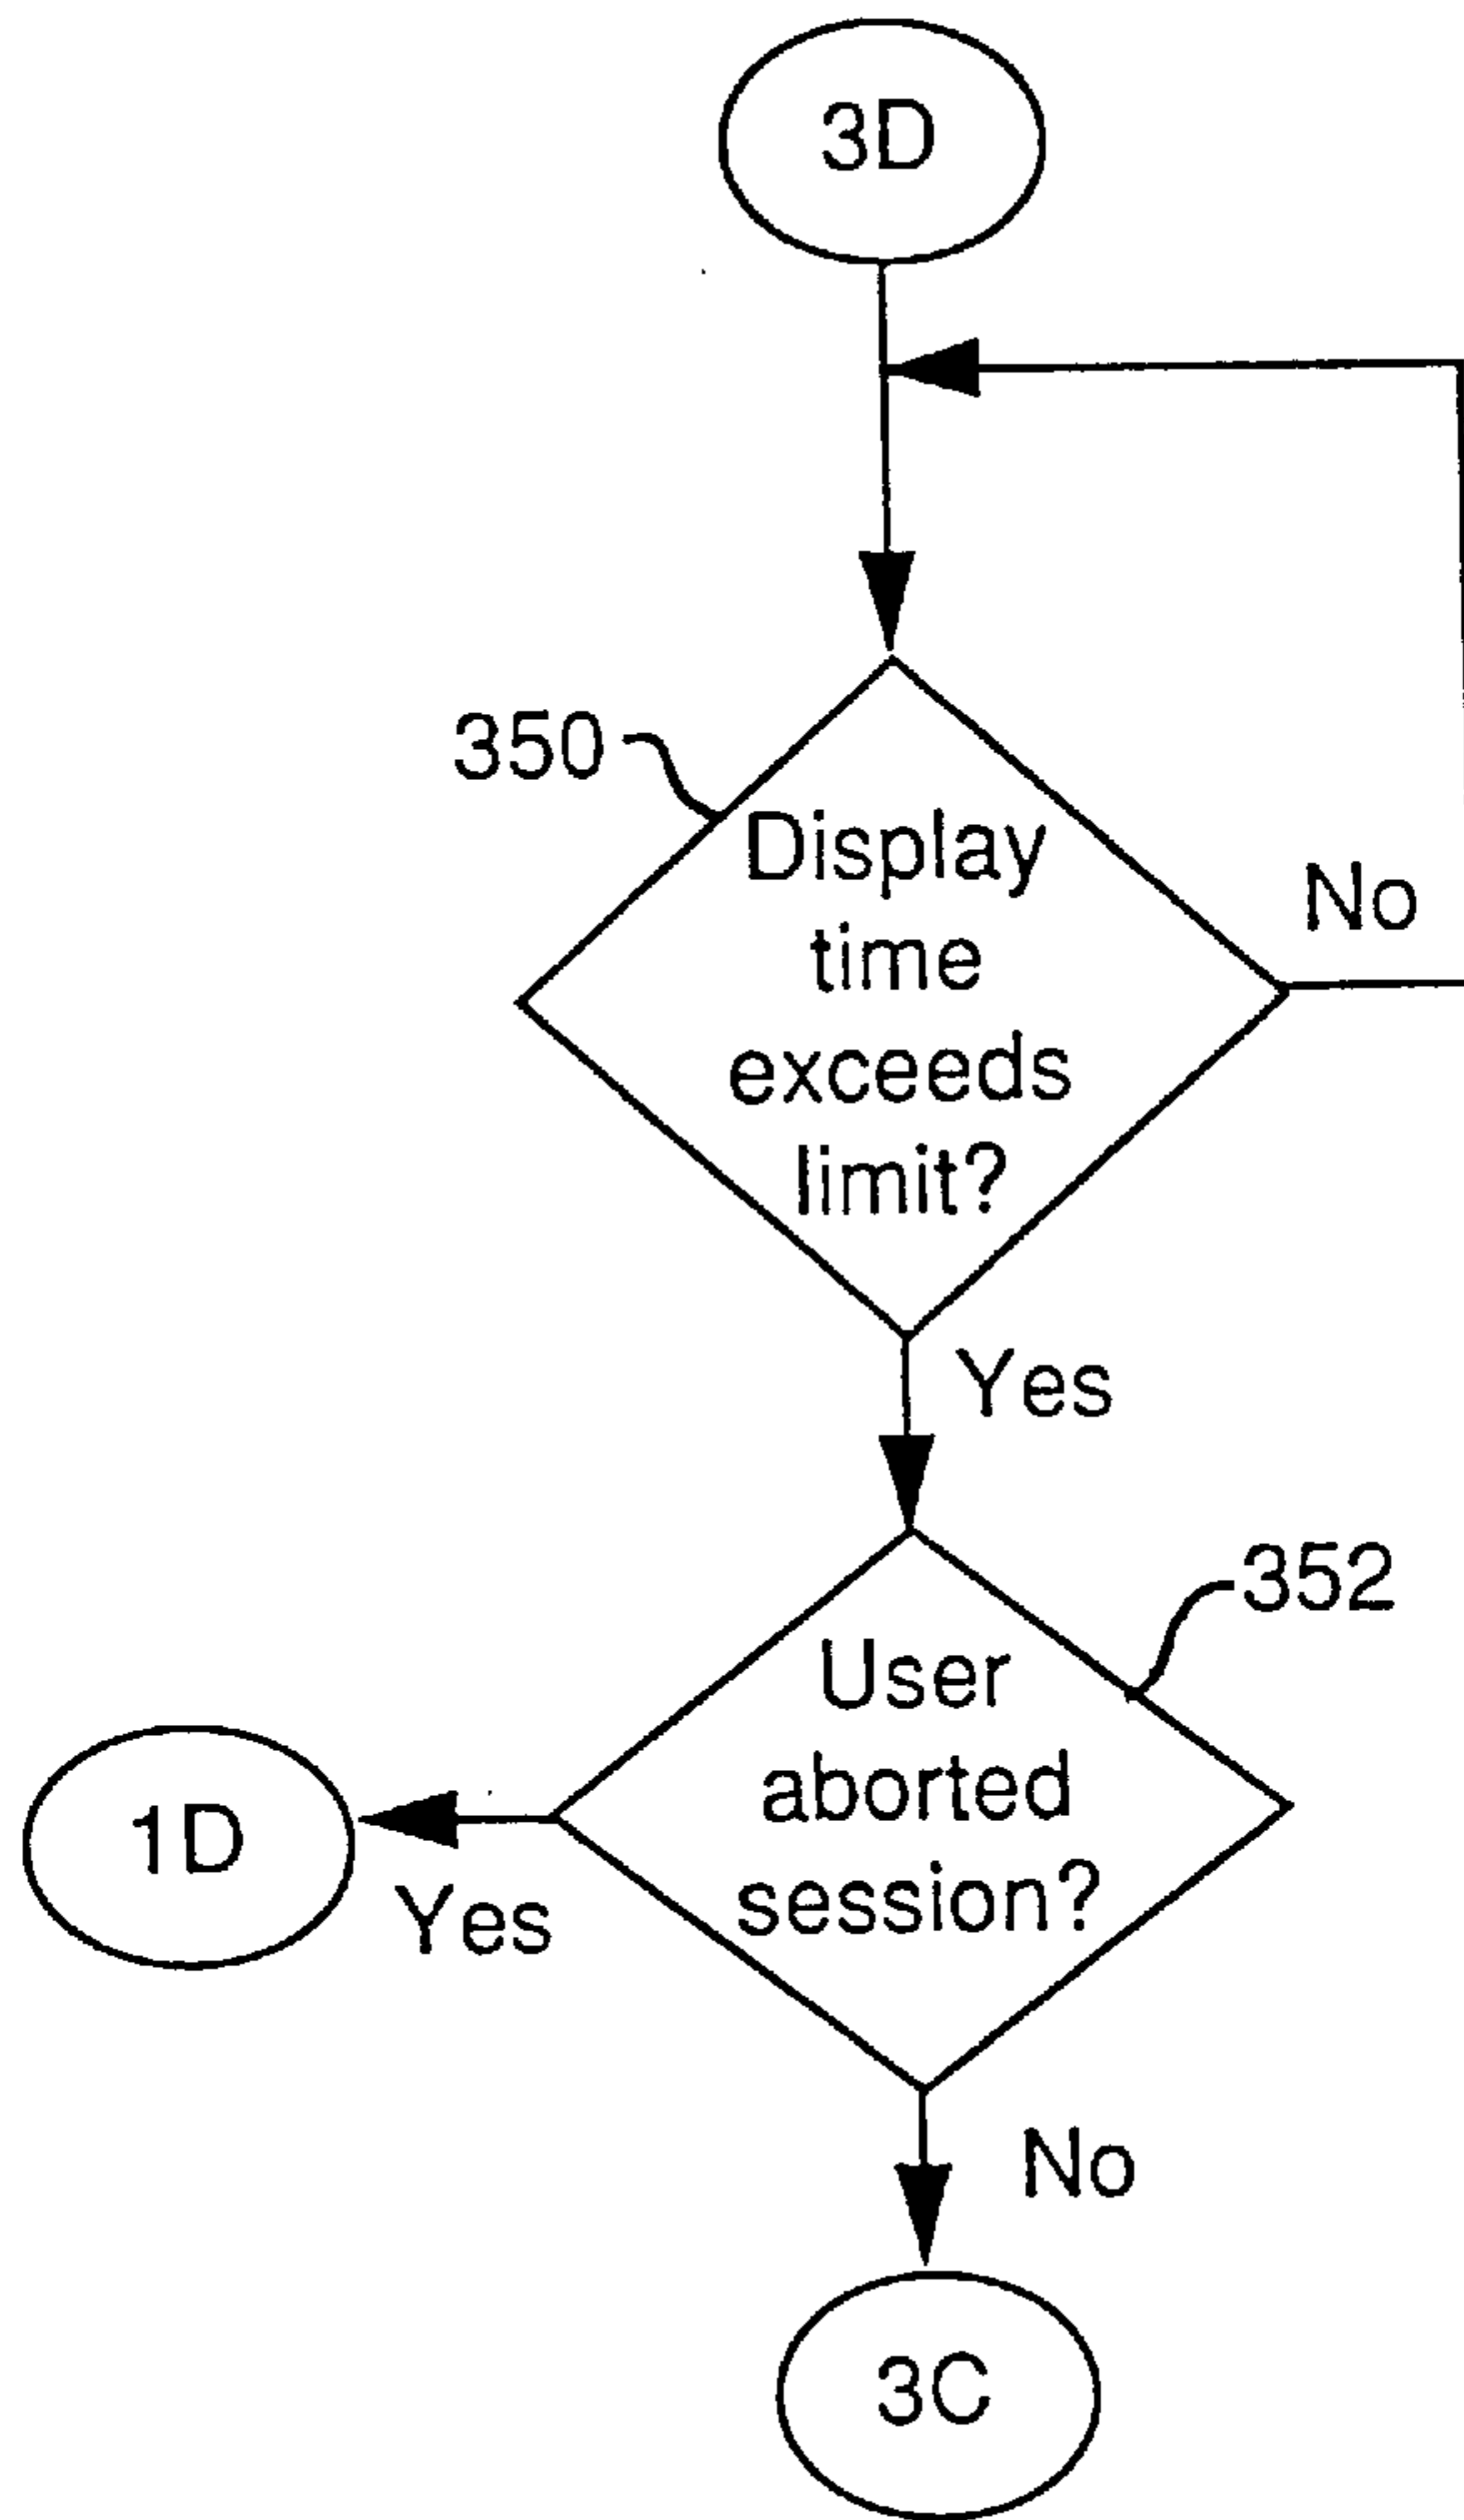 3D
350
Display
time
exceeds
limit?
No
Yes
352
User
aborted
session?
1D
Yes
No
3C